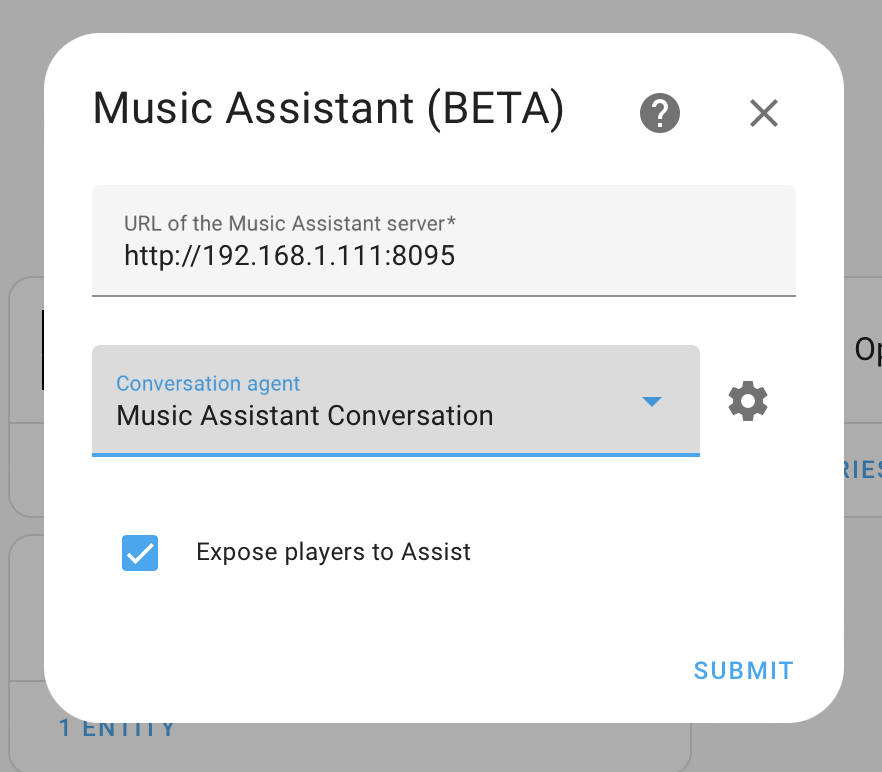 Music Assistant (BETA)
URL of the Music Assistant server*
http://192.168.1.111:8095
Op
Conversation agent
Music Assistant Conversation
RIES
Expose players to Assist
SUBMIT
1 ENTITY